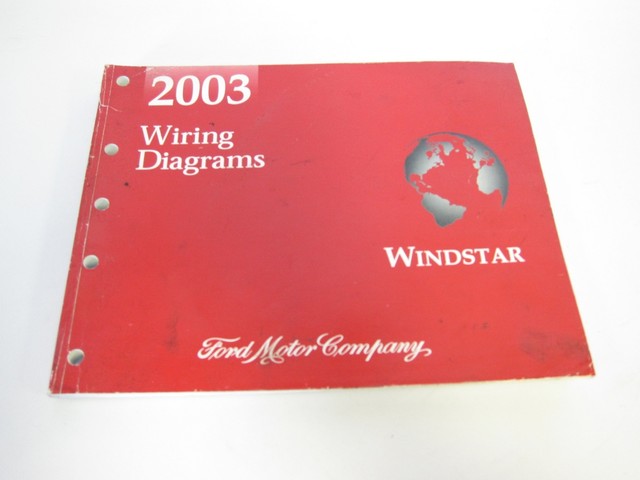 2003
Wiring
Diagrams
WINDSTAR
Ford Motor Company,